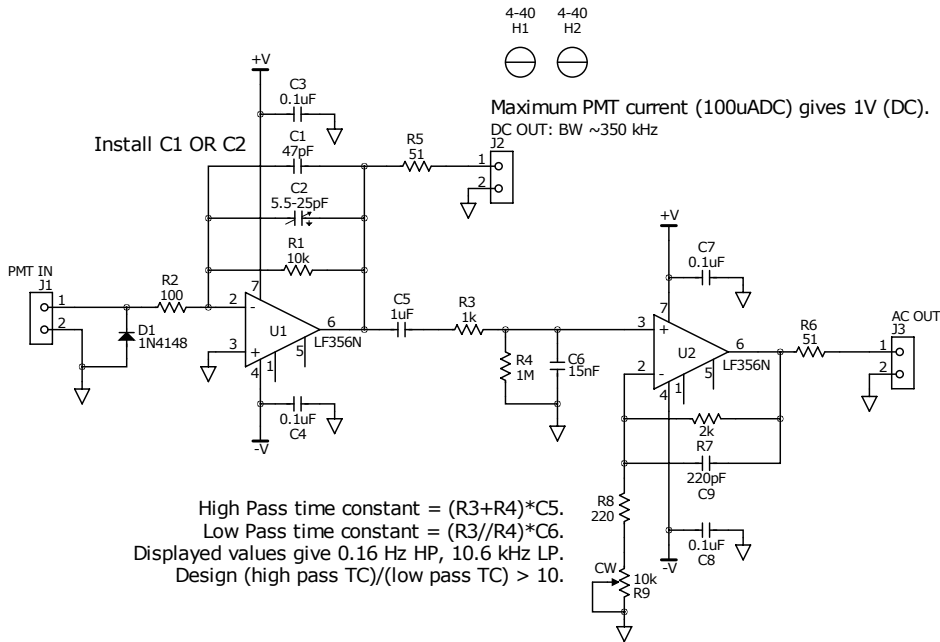 4-40
H1
4-40
H2
+V
C3
0.1uF
Maximum PMT current (100uADC) gives 1V (DC).
DC OUT: BW ~350 kHz
Install C1 OR C2
C1
47pF
R5
51
J2
1
2
C2
5.5-25pF
R1
10k
PMT IN
J1
1
2
R2
100
D1
1N4148
7
2
-
3
+
U1
6
LF356N
4
1
5
0.1uF
C4
-V
C5
1uF
R3
1k
R4
1M
C6
15nF
+V
C7
0.1uF
7
3
+
2
-
U2
6
LF356N
4
1
5
R6
51
AC OUT
J3
1
2
2k
R7
220pF
C9
R8
220
0.1uF
C8
-V
CW
10k
R9
High Pass time constant = (R3+R4)*C5.
Low Pass time constant = (R3//R4)*C6.
Displayed values give 0.16 Hz HP, 10.6 kHz LP.
Design (high pass TC)/(low pass TC) > 10.